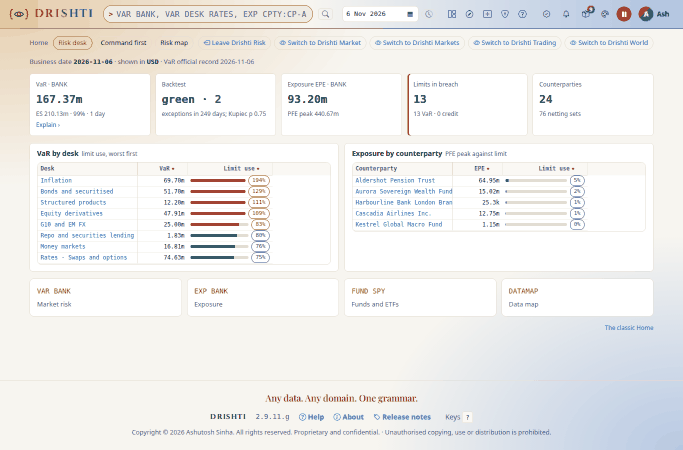 DRISHTI
> VAR BANK, VAR DESK RATES, EXP CPTY:CP-A
6 Nov 2026
Ash
Home Risk desk Command first Risk map Leave Drishti Risk Switch to Drishti Market Switch to Drishti Markets Switch to Drishti Trading Switch to Drishti World
Business date 2026-11-06 · shown in USD · VaR official record 2026-11-06
VaR · BANK
167.37m
ES 210.13m · 99% · 1 day
Explain ›
Backtest
green · 2
exceptions in 249 days; Kupiec p 0.75
Exposure EPE · BANK
93.20m
PFE peak 440.67m
Limits in breach
13
13 VaR · 0 credit
Counterparties
24
76 netting sets
VaR by desk limit use, worst first
Desk VaR Limit use
Inflation 69.70m 194%
Bonds and securitised 51.70m 129%
Structured products 12.20m 111%
Equity derivatives 47.91m 109%
G10 and EM FX 25.00m 83%
Repo and securities lending 1.83m 80%
Money markets 16.81m 76%
Rates - Swaps and options 74.63m 75%
Exposure by counterparty PFE peak against limit
Counterparty EPE Limit use
Aldershot Pension Trust 64.95m 5%
Aurora Sovereign Wealth Fund 15.02m 2%
Harbourline Bank London Bran 25.3k 1%
Cascadia Airlines Inc. 12.75m 1%
Kestrel Global Macro Fund 1.15m 0%
VAR BANK
Market risk
EXP BANK
Exposure
FUND SPY
Funds and ETFs
DATAMAP
Data map
The classic Home
Any data. Any domain. One grammar.
DRISHTI 2.9.11.g Help About Release notes Keys ?
Copyright © 2026 Ashutosh Sinha. All rights reserved. Proprietary and confidential. · Unauthorised copying, use or distribution is prohibited.